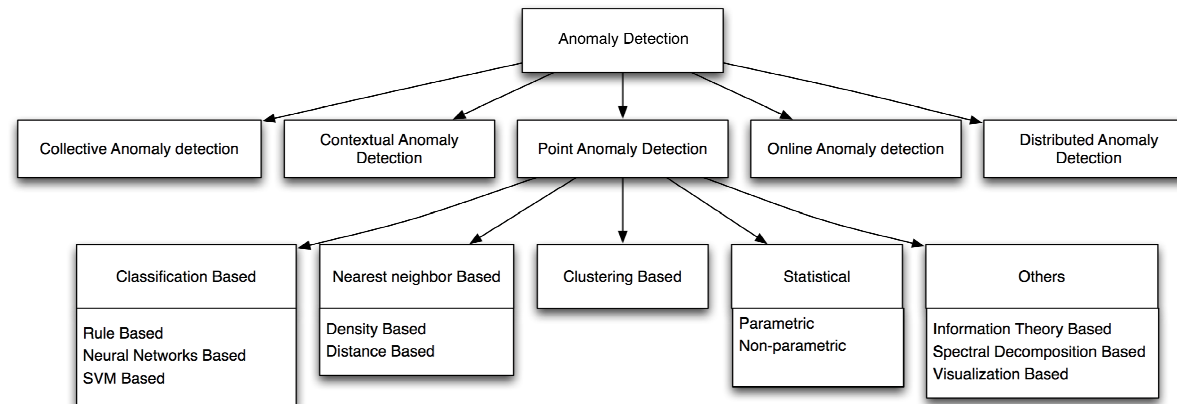 Anomaly Detection
Collective Anomaly detection
Contextual Anomaly
Detection
Point Anomaly Detection
Online Anomaly detection
Distributed Anomaly
Detection
Classification Based
Rule Based
Neural Networks Based
SVM Based
Nearest neighbor Based
Density Based
Distance Based
Clustering Based
Statistical
Parametric
Non-parametric
Others
Information Theory Based
Spectral Decomposition Based
Visualization Based